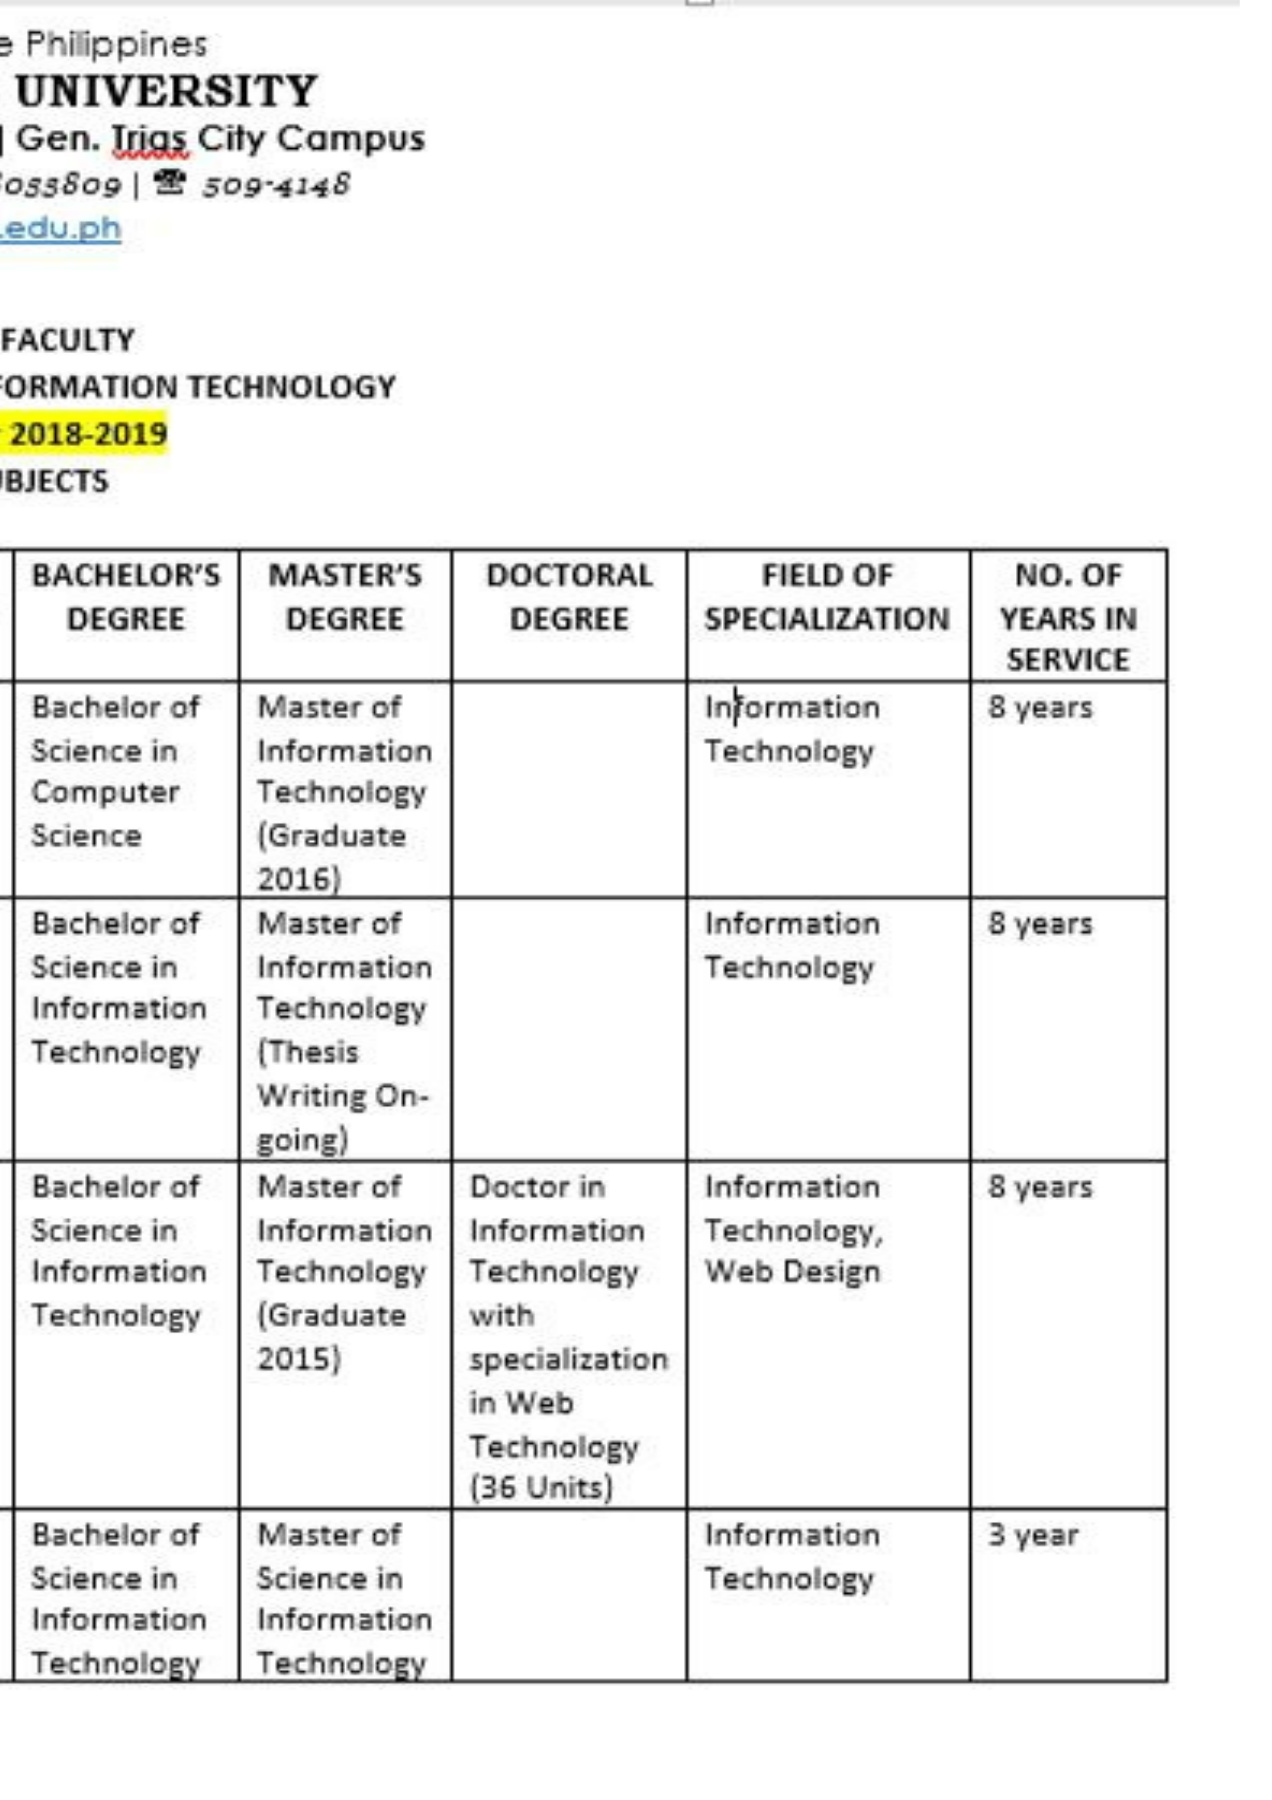 e Philippines
UNIVERSITY
Gen. Trias City Campus
055809 | ☎ 509-4148
.edu.ph
FACULTY
FORMATION TECHNOLOGY
2018-2019
UBJECTS
BACHELOR'S
DEGREE
MASTER'S
DEGREE
DOCTORAL
DEGREE
FIELD OF
SPECIALIZATION
NO. OF
YEARS IN
SERVICE
Bachelor of
Science in
Computer
Science
Master of
Information
Technology
(Graduate
2016)
Information
Technology
8 years
Bachelor of
Science in
Information
Technology
Master of
Information
Technology
(Thesis
Writing On-
going)
Information
Technology
8 years
Bachelor of
Science in
Information
Technology
Master of
Information
Technology
(Graduate
2015)
Doctor in
Information
Technology
with
specialization
in Web
Technology
(36 Units)
Information
Technology,
Web Design
8 years
Bachelor of
Science in
Information
Technology
Master of
Science in
Information
Technology
Information
Technology
3 year